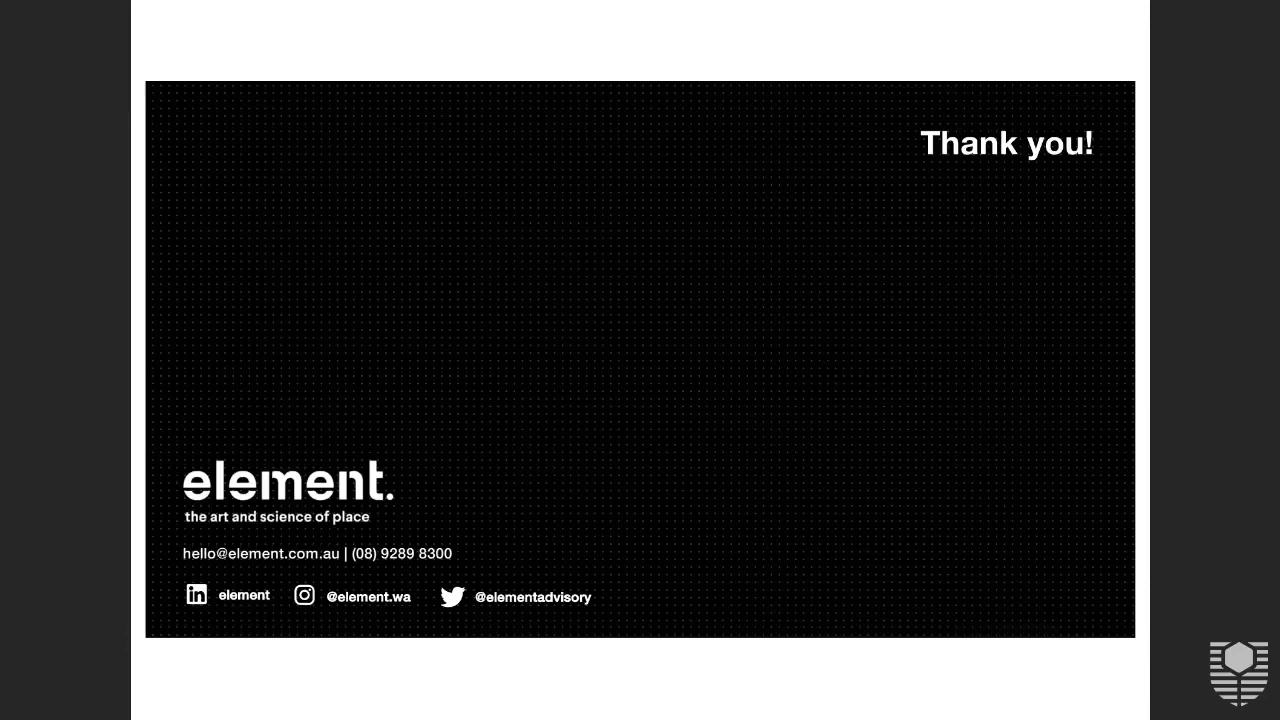 Thank you!
element.
the art and science of place
hello@element.com.au | (08) 9289 8300
in element @element.wa @elementadvisory